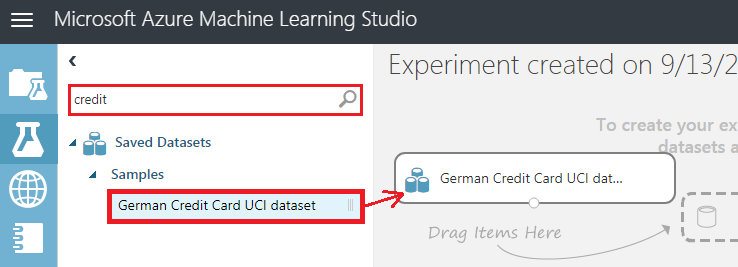 Microsoft Azure Machine Learning Studio
credit
Saved Datasets
Samples
German Credit Card UCI dataset
Experiment created on 9/13/2
To create your ex
datasets a
German Credit Card UCI dat...
Drag Items Here